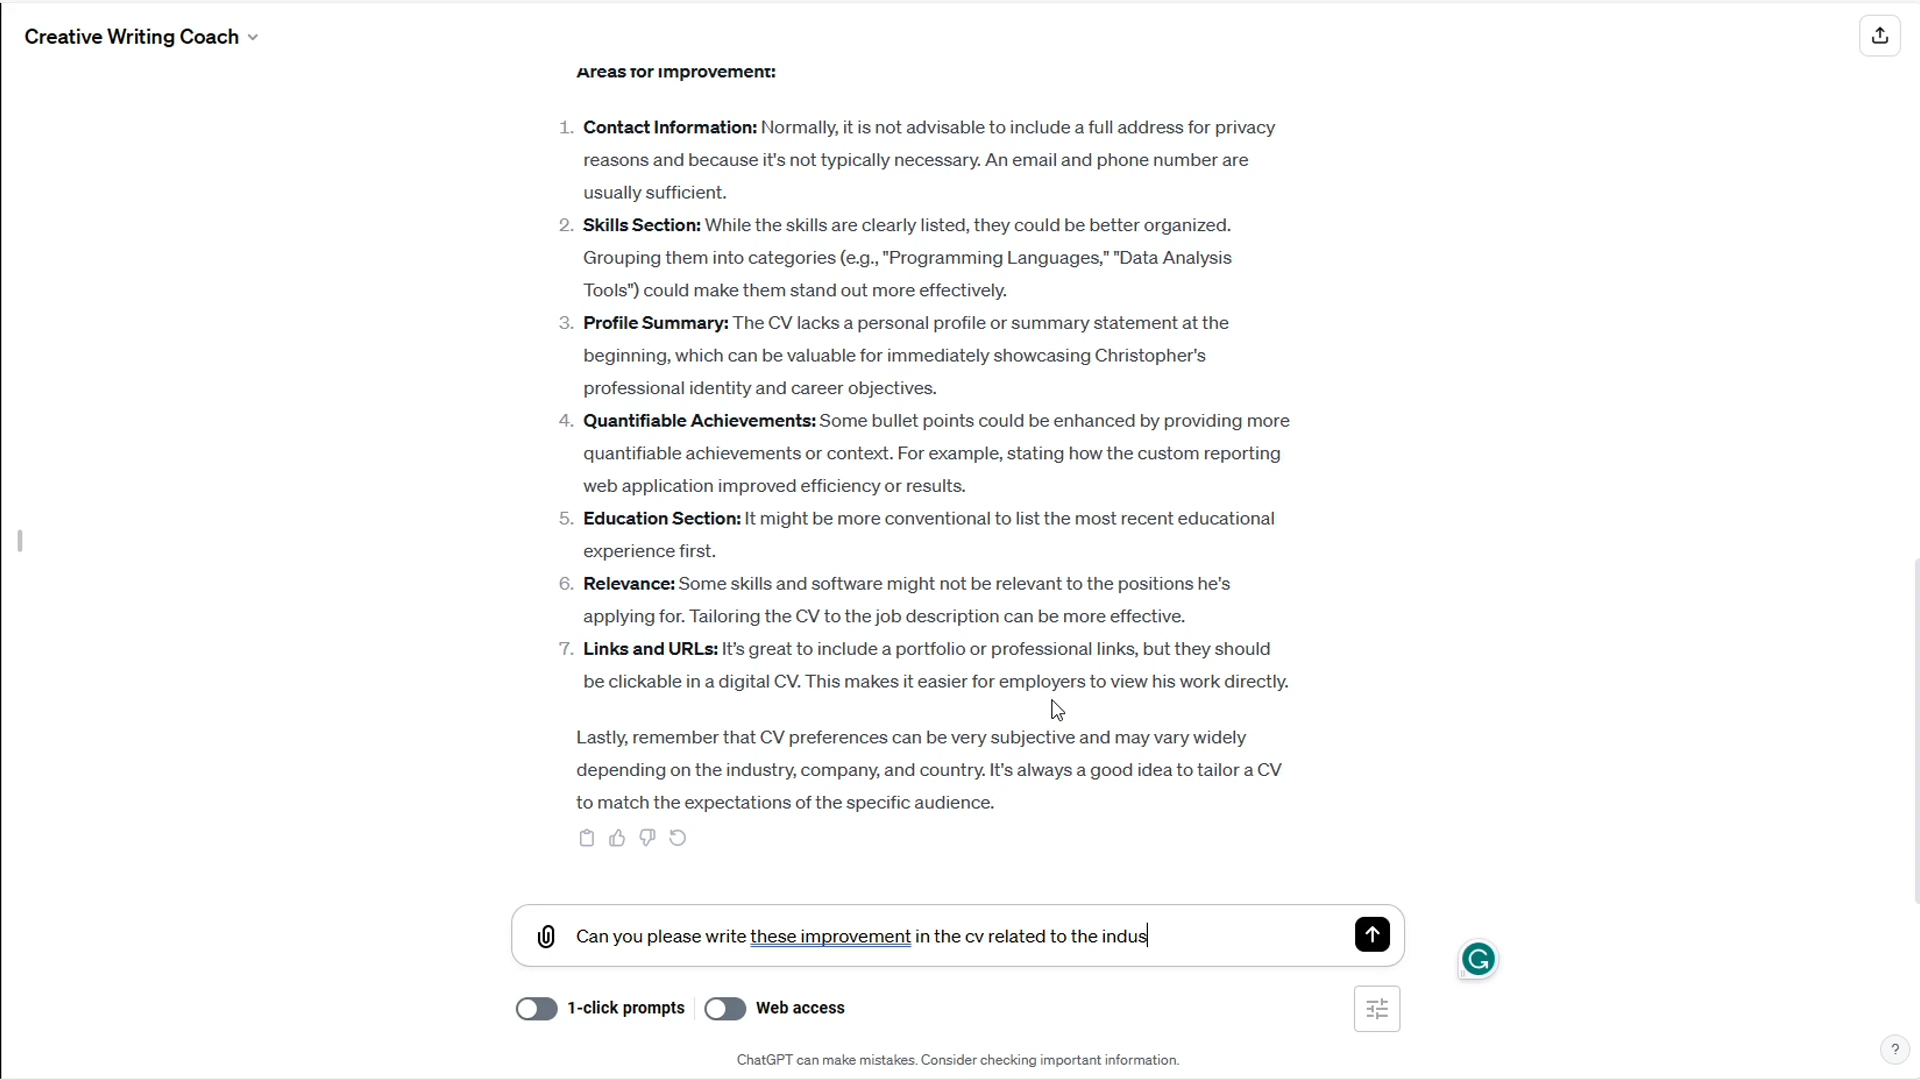 Creative Writing Coach
Areas for Improvement:
1. Contact Information: Normally, it is not advisable to include a full address for privacy
reasons and because it's not typically necessary. An email and phone number are
usually sufficient.
2. Skills Section: While the skills are clearly listed, they could be better organized.
Grouping them into categories (e.g., "Programming Languages," "Data Analysis
Tools") could make them stand out more effectively.
3. Profile Summary: The CV lacks a personal profile or summary statement at the
beginning, which can be valuable for immediately showcasing Christopher's
professional identity and career objectives.
4. Quantifiable Achievements: Some bullet points could be enhanced by providing more
quantifiable achievements or context. For example, stating how the custom reporting
web application improved efficiency or results.
5. Education Section: It might be more conventional to list the most recent educational
experience first.
6. Relevance: Some skills and software might not be relevant to the positions he's
applying for. Tailoring the CV to the job description can be more effective.
7. Links and URLs: It's great to include a portfolio or professional links, but they should
be clickable in a digital CV. This makes it easier for employers to view his work directly.
Lastly, remember that CV preferences can be very subjective and may vary widely
depending on the industry, company, and country. It's always a good idea to tailor a CV
to match the expectations of the specific audience.
Can you please write these improvement in the cv related to the indus
1-click prompts Web access
ChatGPT can make mistakes. Consider checking important information.
?